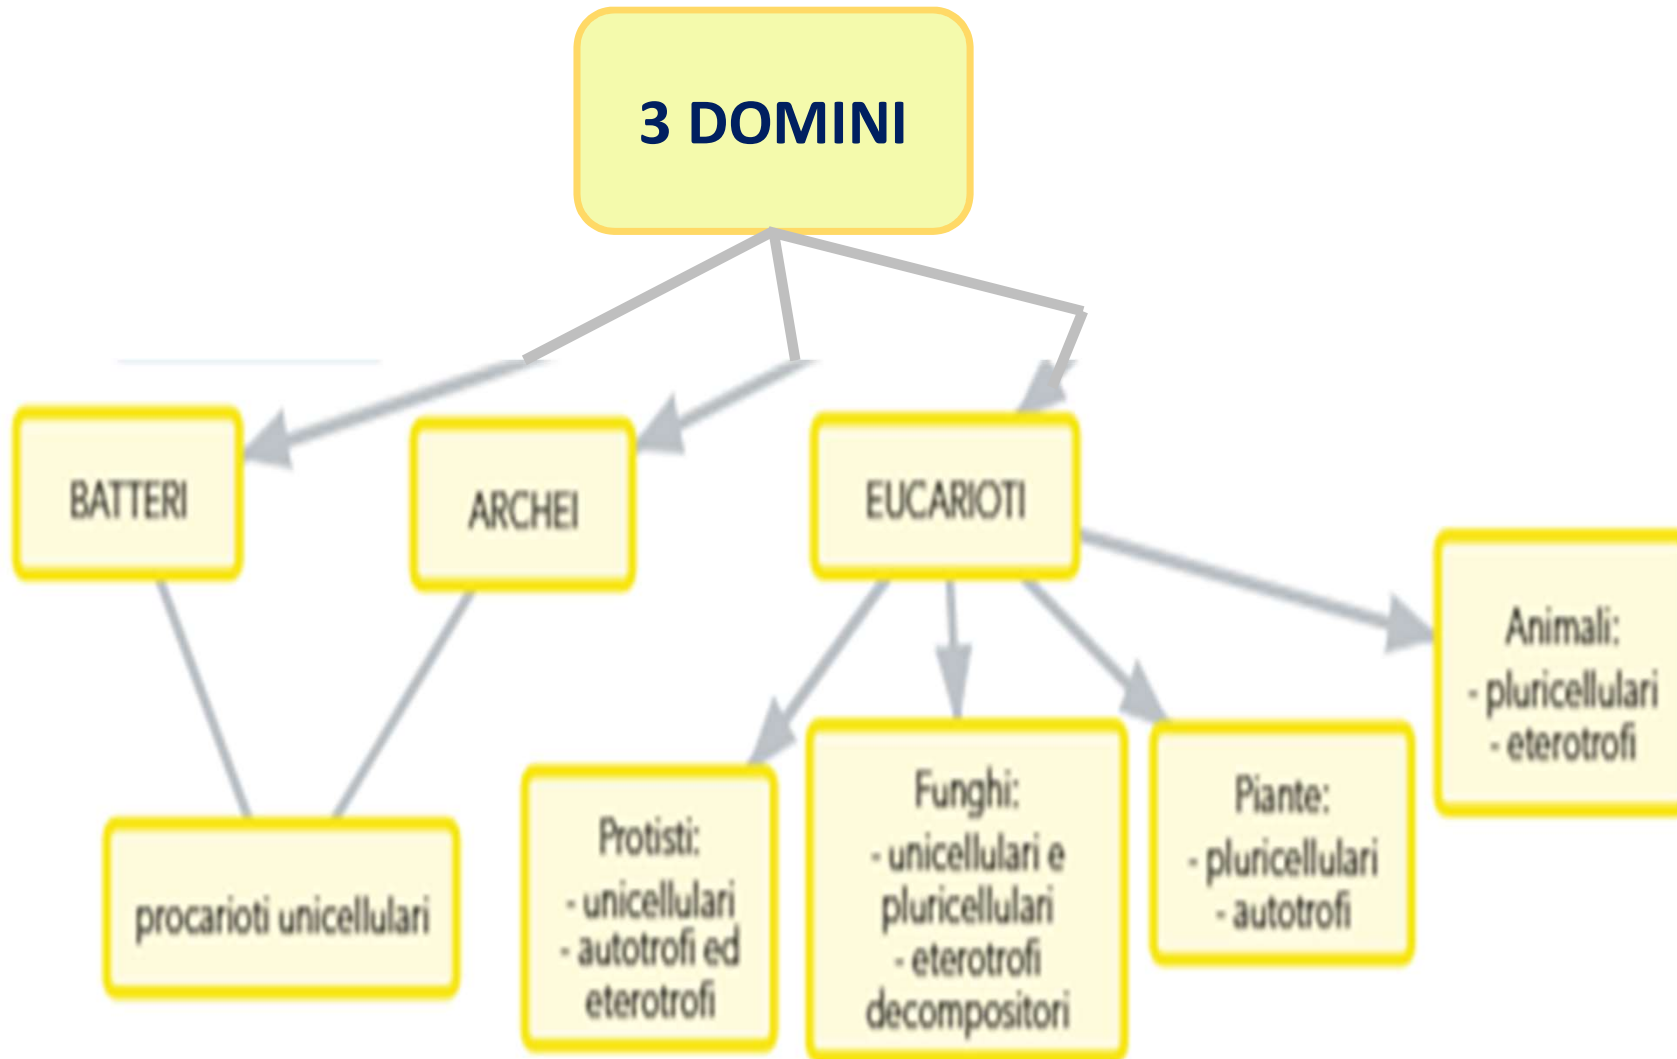 3 DOMINI
BATTERI
ARCHEI
EUCARIOTI
procarioti unicellulari
Protisti:
- unicellulari
- autotrofi ed
eterotrofi
Funghi:
- unicellulari e
pluricellulari
- eterotrofi
decompositori
Piante:
- pluricellulari
- autotrofi
Animali:
- pluricellulari
- eterotrofi